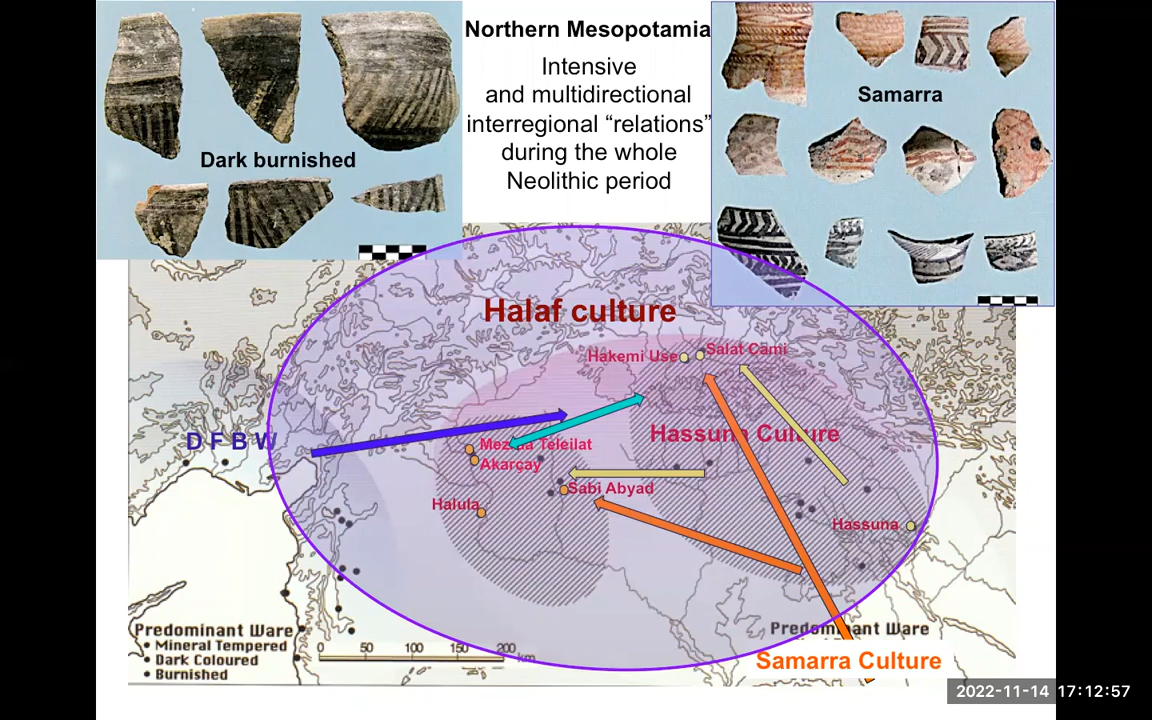 Northern Mesopotamia
Intensive
and multidirectional
interregional “relations”
during the whole
Neolithic period
Dark burnished
Samarra
Halaf culture
Hakemi Use
Salat Cami
D F B W
Teleilat
Hassuna Culture
Akarçay
Sabi Abyad
Halula
Hassuna
Predominant Ware
• Mineral Tempered
• Dark Coloured
• Burnished
0 50 100 150 200
km
Predominant Ware
Samarra Culture
2022-11-14 17:12:57